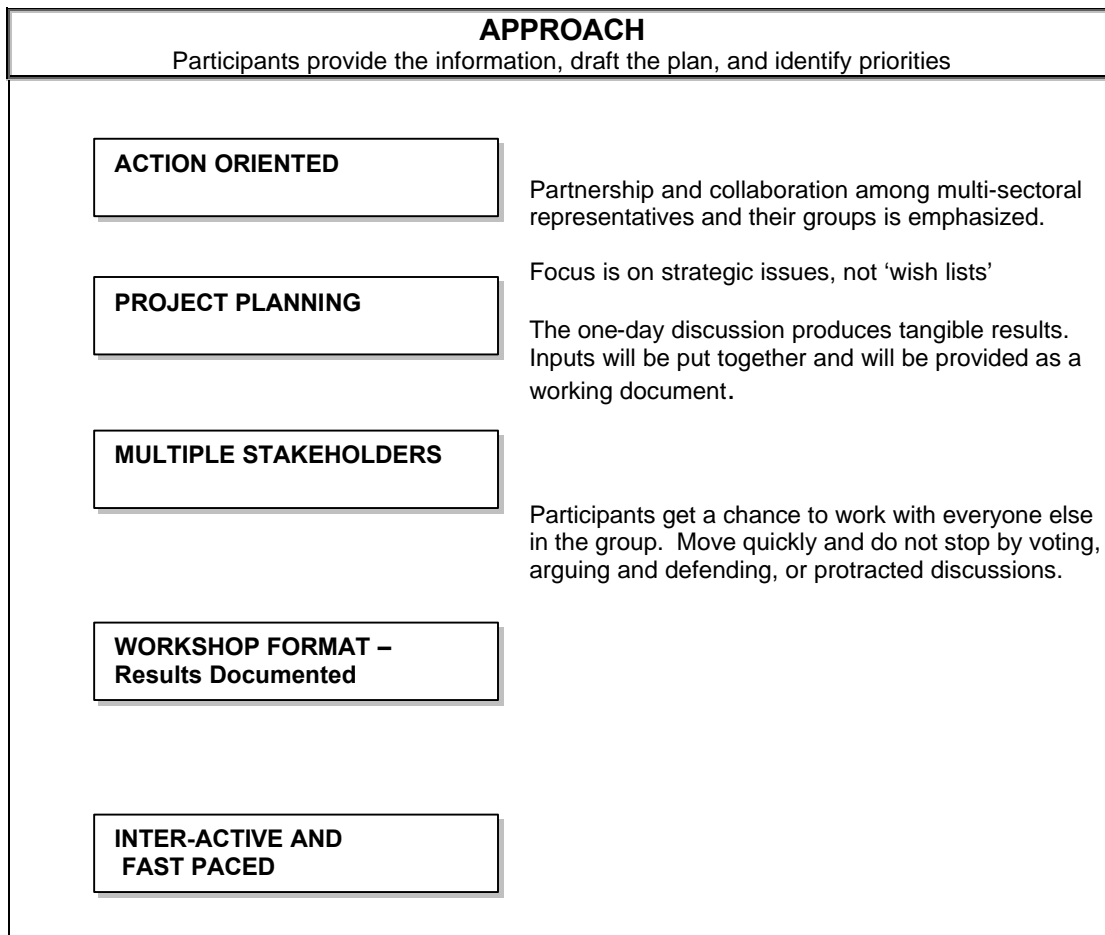 APPROACH
Participants provide the information, draft the plan, and identify priorities
ACTION ORIENTED
Partnership and collaboration among multi-sectoral
representatives and their groups is emphasized.
Focus is on strategic issues, not ‘wish lists’
PROJECT PLANNING
The one-day discussion produces tangible results.
Inputs will be put together and will be provided as a
working document.
MULTIPLE STAKEHOLDERS
Participants get a chance to work with everyone else
in the group.  Move quickly and do not stop by voting,
arguing and defending, or protracted discussions.
WORKSHOP FORMAT –
Results Documented
INTER-ACTIVE AND
FAST PACED